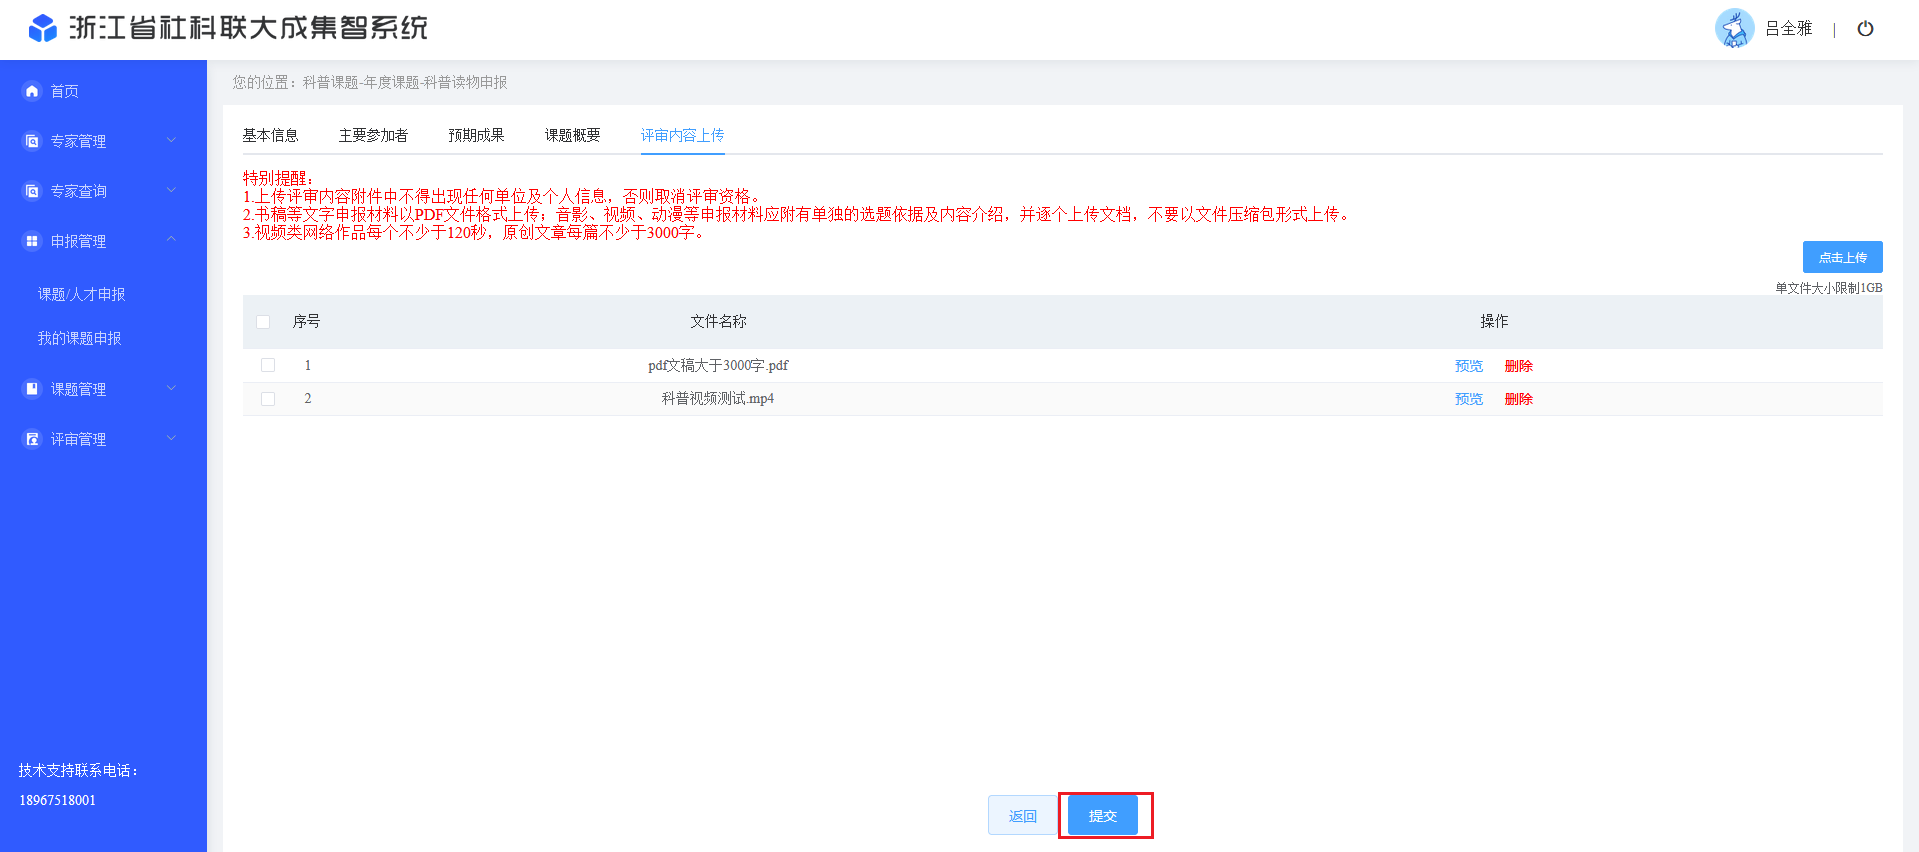 浙江省社科联大成集智系统
吕全雅
首页
专家管理
专家查询
申报管理
课题/人才申报
我的课题申报
课题管理
评审管理
技术支持联系电话：
18967518001
您的位置：科普课题-年度课题-科普读物申报
基本信息 主要参加者 预期成果 课题概要 评审内容上传
特别提醒：
1.上传评审内容附件中不得出现任何单位及个人信息，否则取消评审资格。
2.书稿等文字申报材料以PDF文件格式上传；音影、视频、动漫等申报材料应附有单独的选题依据及内容介绍，并逐个上传文档，不要以文件压缩包形式上传。
3.视频类网络作品每个不少于120秒，原创文章每篇不少于3000字。
点击上传
单文件大小限制1GB
序号 文件名称 操作
1 pdf文稿大于3000字.pdf 预览 删除
2 科普视频测试.mp4 预览 删除
返回 提交